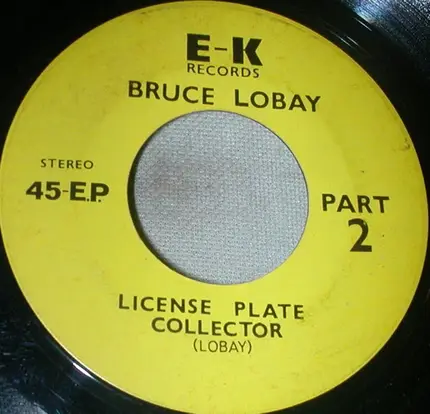 E-K
RECORDS
BRUCE LOBAY
STEREO
45-E.P.
PART
2
LICENSE PLATE
COLLECTOR
(LOBAY)